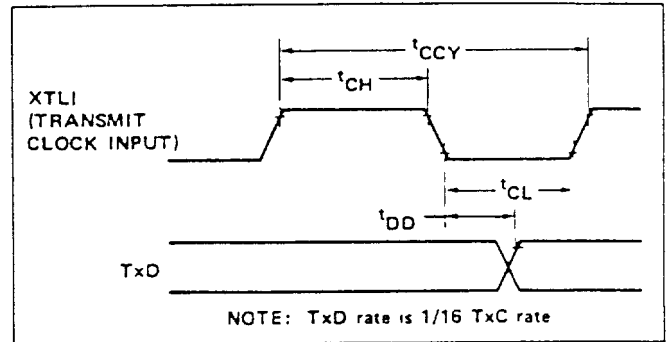 tCCY
tCH
XTLI
(TRANSMIT
CLOCK INPUT)
tCL
tDD
TxD
NOTE: TxD rate is 1/16 TxC rate